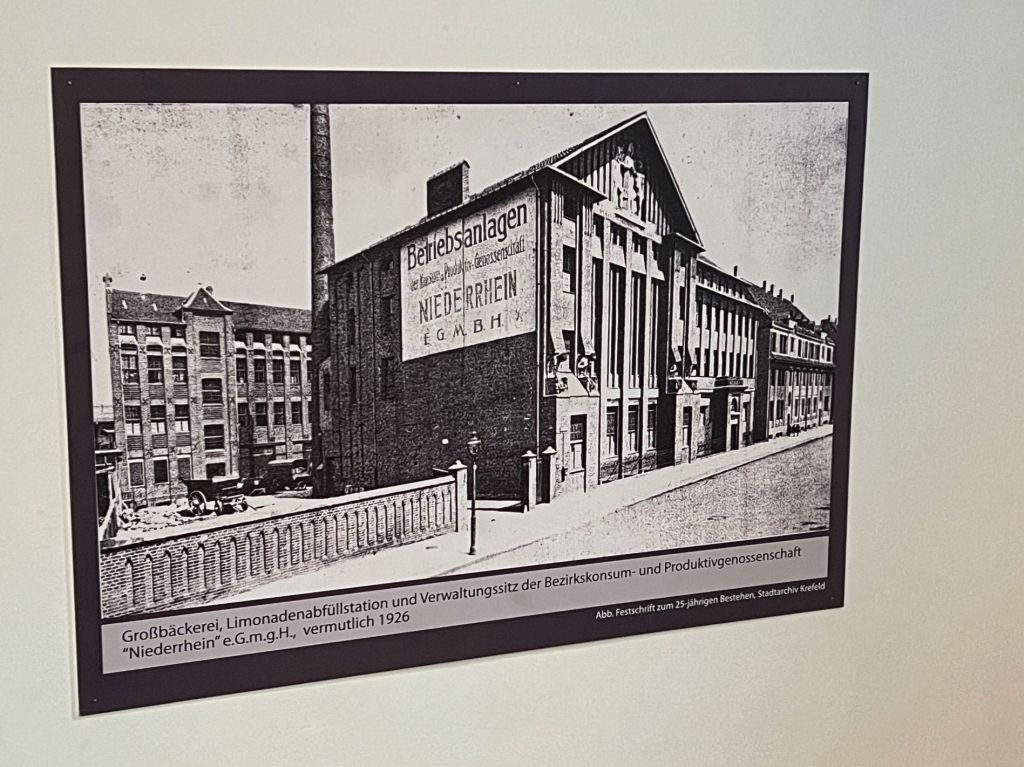 Betriebsanlagen
der Konsum- u. Produktiv-Genossenschaft
NIEDERRHEIN
E.G.M.B.H.
Großbäckerei, Limonadenabfüllstation und Verwaltungssitz der Bezirkskonsum- und Produktivgenossenschaft
“Niederrhein” e.G.m.g.H., vermutlich 1926
Abb. Festschrift zum 25-jährigen Bestehen, Stadtarchiv Krefeld